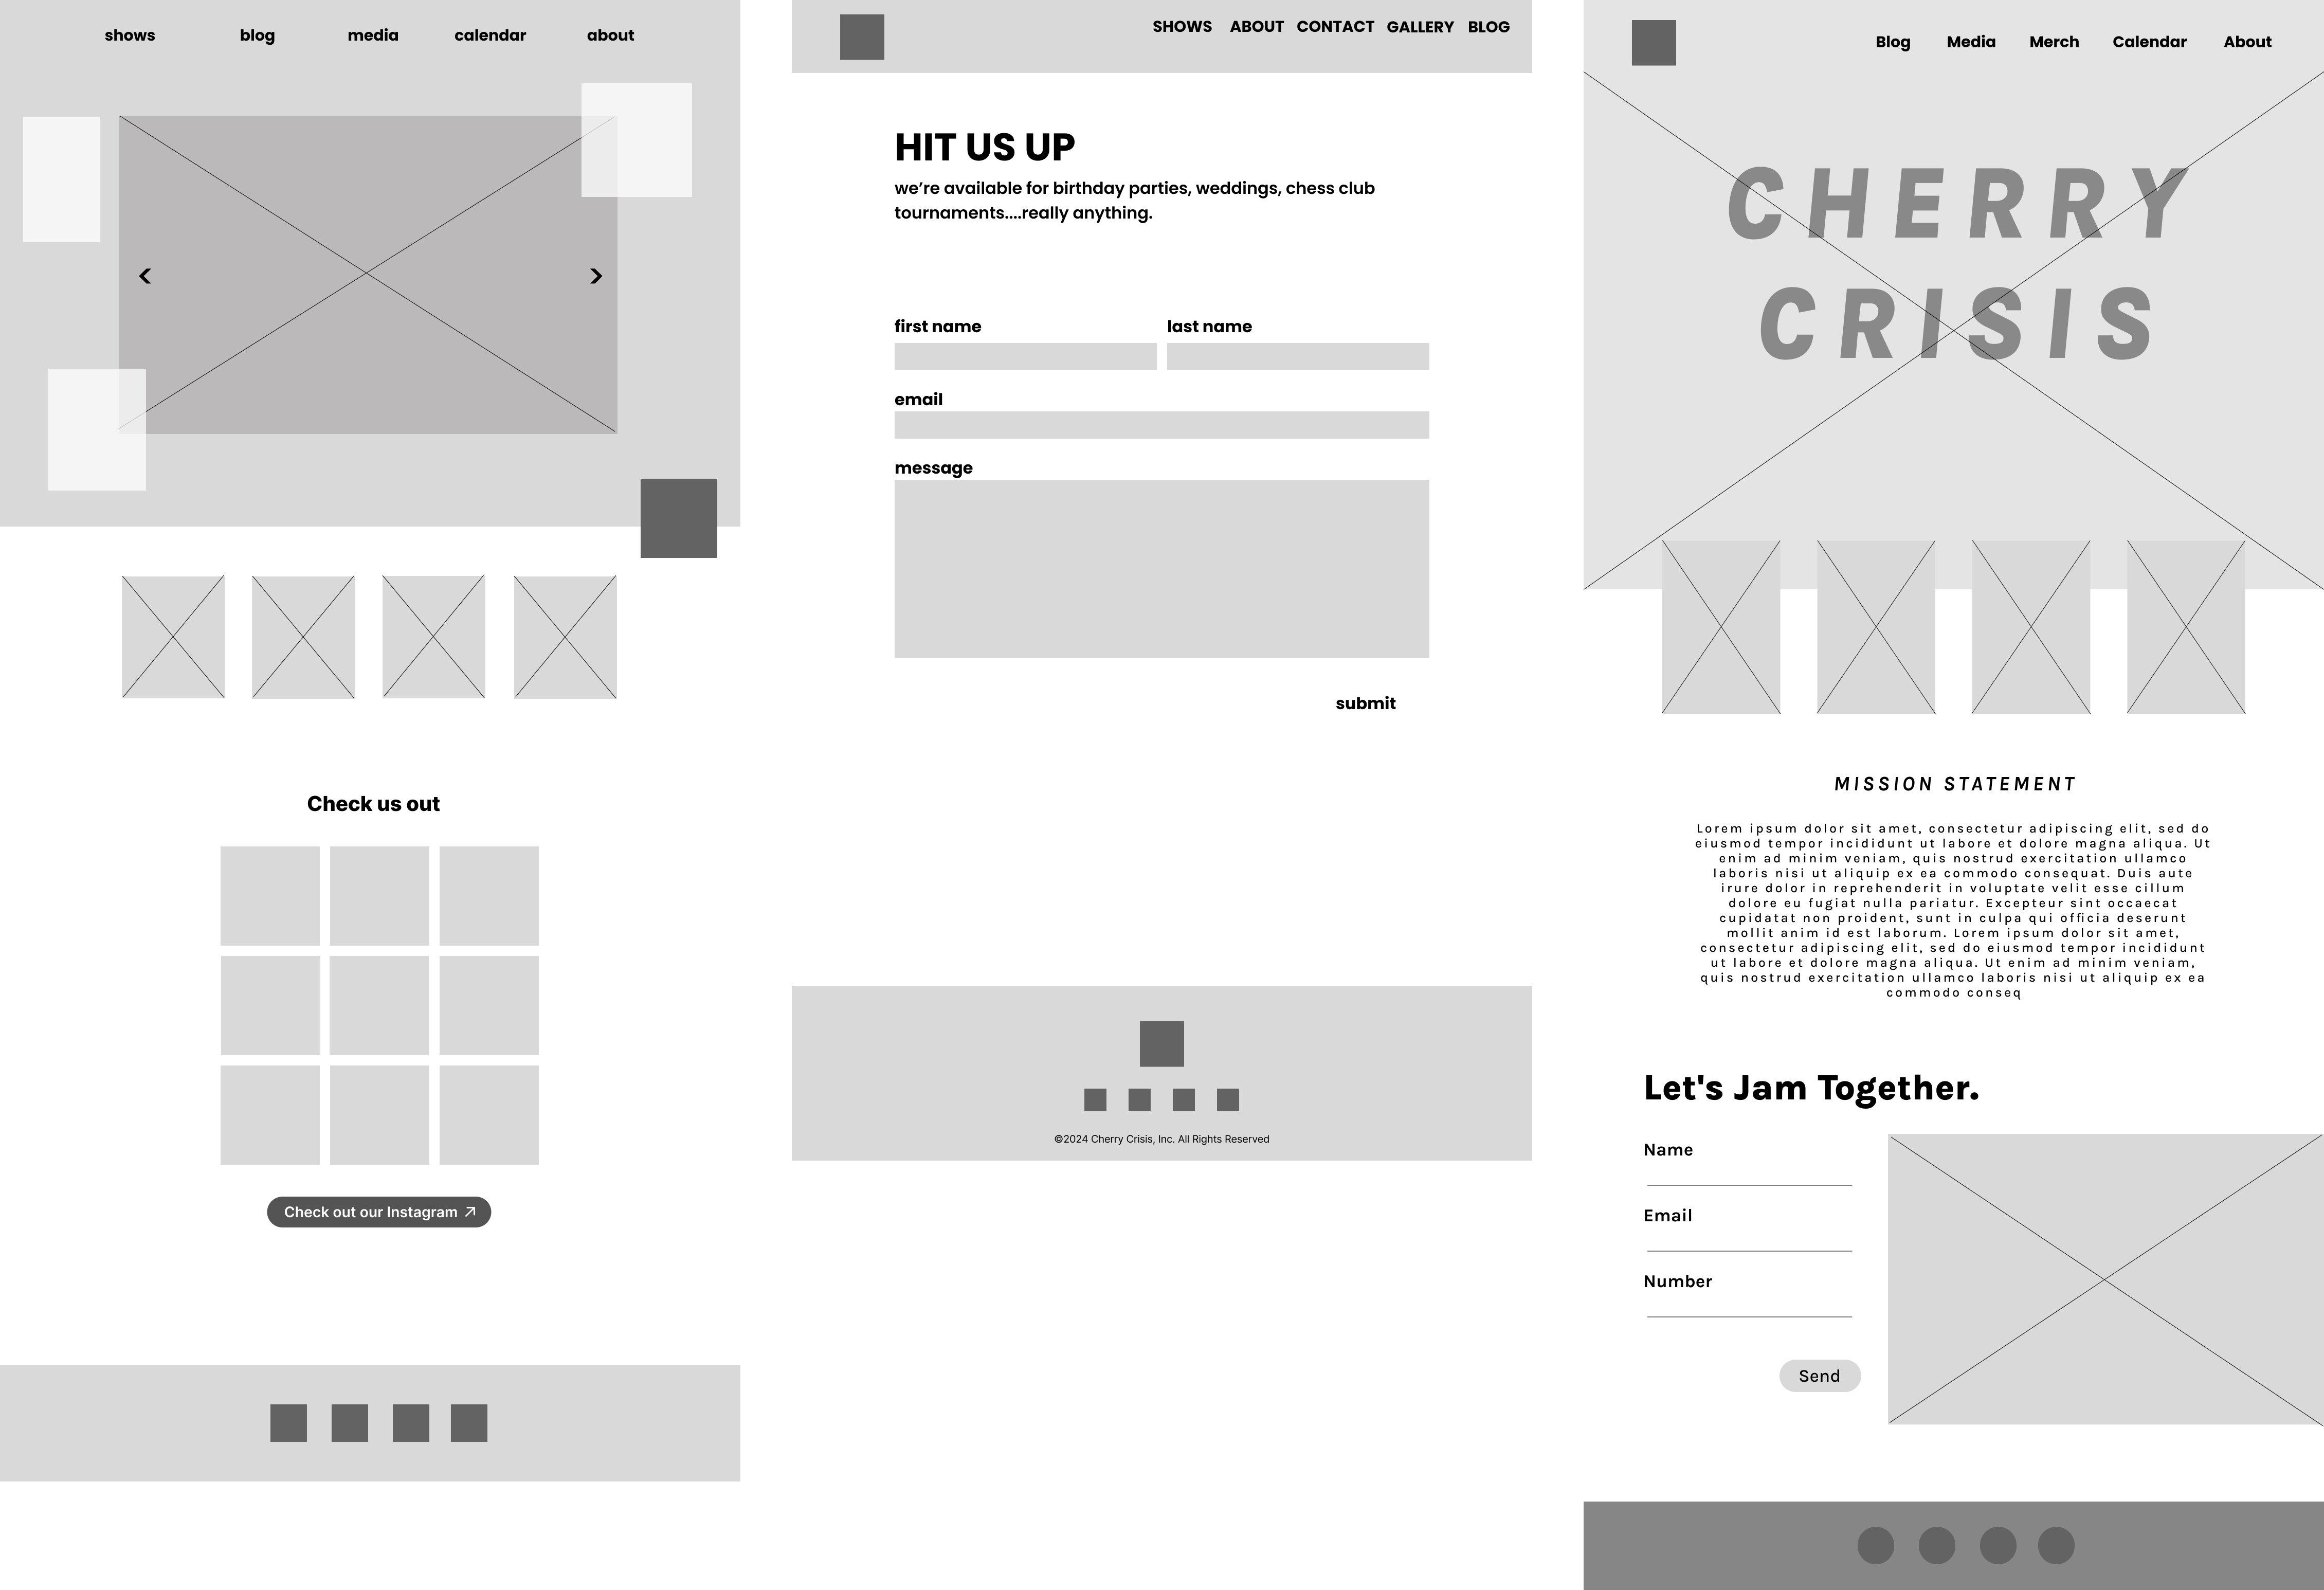 shows blog media calendar about
Check us out
Check out our Instagram
SHOWS ABOUT CONTACT GALLERY BLOG
HIT US UP
we’re available for birthday parties, weddings, chess club
tournaments....really anything.
first name last name
email
message
submit
©2024 Cherry Crisis, Inc. All Rights Reserved
Blog Media Merch Calendar About
CHERRY
CRISIS
MISSION STATEMENT
Lorem ipsum dolor sit amet, consectetur adipiscing elit, sed do
eiusmod tempor incididunt ut labore et dolore magna aliqua. Ut
enim ad minim veniam, quis nostrud exercitation ullamco
laboris nisi ut aliquip ex ea commodo consequat. Duis aute
irure dolor in reprehenderit in voluptate velit esse cillum
dolore eu fugiat nulla pariatur. Excepteur sint occaecat
cupidatat non proident, sunt in culpa qui officia deserunt
mollit anim id est laborum. Lorem ipsum dolor sit amet,
consectetur adipiscing elit, sed do eiusmod tempor incididunt
ut labore et dolore magna aliqua. Ut enim ad minim veniam,
quis nostrud exercitation ullamco laboris nisi ut aliquip ex ea
commodo conseq
Let's Jam Together.
Name
Email
Number
Send